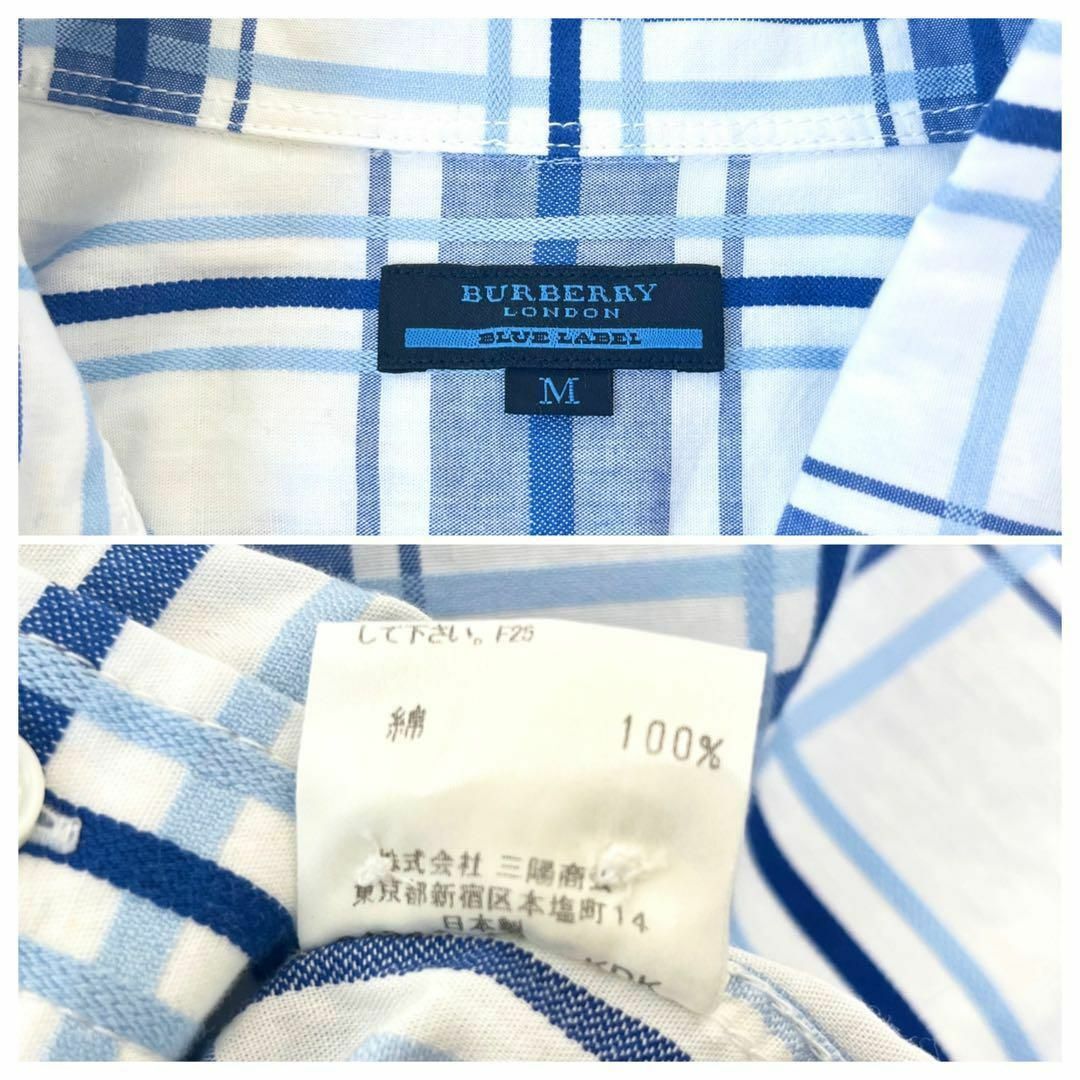 BURBERRY
LONDON
BLUE LABEL
M
して下さい。F25
綿 100%
株式会社 三陽商会
東京都新宿区本塩町14
日本製
KDK